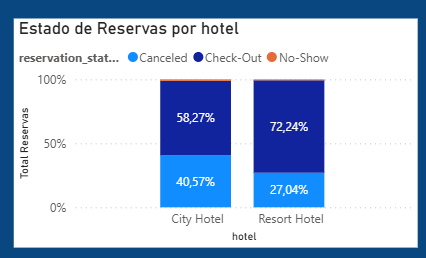 Estado de Reservas por hotel
reservation_stat... Canceled Check-Out No-Show
100%
58,27% 72,24%
50%
40,57% 27,04%
0%
City Hotel Resort Hotel
hotel
Total Reservas